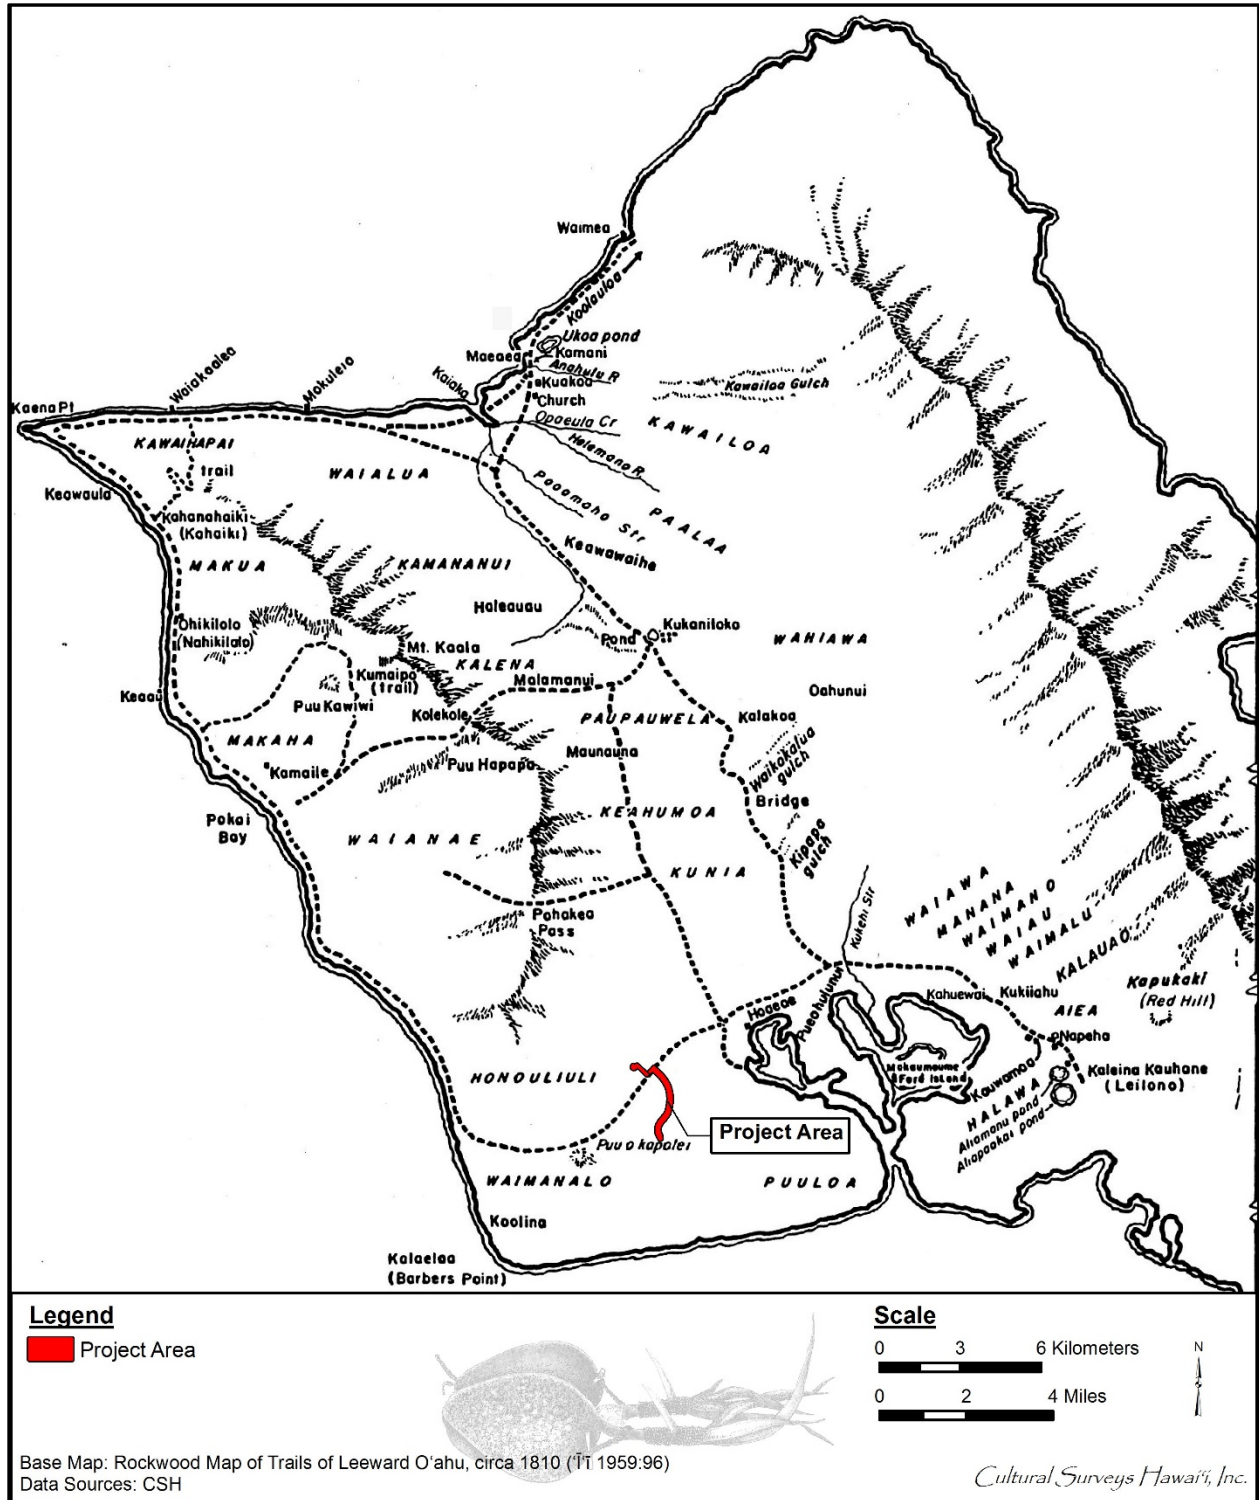 Waimea
Koolauloa
Ukoa pond
Maeaea
Kamani
Anahulu R
Kaiaka
Kuakoa
Church
Kawailoa Gulch
Waiakaalea
Mokuleia
Kaena Pt
Opaeula Cr
KAWAILOA
Helemano R.
KAWAIHAPAI
trail
WAIALUA
Keawaula
Poamoho Str
PAALAA
Kahanahaiki
(Kahaiki)
Keawawaihe
MAKUA
KAMANANUI
Haleauau
Ohikilolo
(Nahikilalo)
Pond
Kukaniloko
WAHIAWA
Mt. Kaala
KALENA
Kumaipo
(trail)
Malamanui
Oahunui
Keaau
Puu Kawiwi
Kolekole
PAUPAUWELA
Kalakoa
MAKAHA
Maunauna
Waikakalaua
gulch
Kamaile
Puu Hapapa
Bridge
Pokai
Bay
KEAHUMOA
WAIANAE
Kipapa
gulch
KUNIA
Kukehi Str
WAIAWA
MANANA
WAIMANO
WAIAU
WAIMALU
KALAUAO
Pohakea
Pass
Kapukaki
(Red Hill)
Hoaeae
Pueohulunui
Kahuewai
Kukiiahu
AIEA
Napeha
HONOULIULI
Mokaumoume
(Ford Island)
Kauwamoa
Kaleina Kauhane
(Leilono)
HALAWA
Aliamanu pond
Aliapaakai pond
Project Area
Puu o kapolei
WAIMANALO
PUULOA
Koolina
Kalaeloa
(Barbers Point)
Legend
Project Area
Scale
0 3 6 Kilometers
0 2 4 Miles
N
Base Map: Rockwood Map of Trails of Leeward O‘ahu, circa 1810 (‘Ī‘ī 1959:96)
Data Sources: CSH
Cultural Surveys Hawai‘i, Inc.